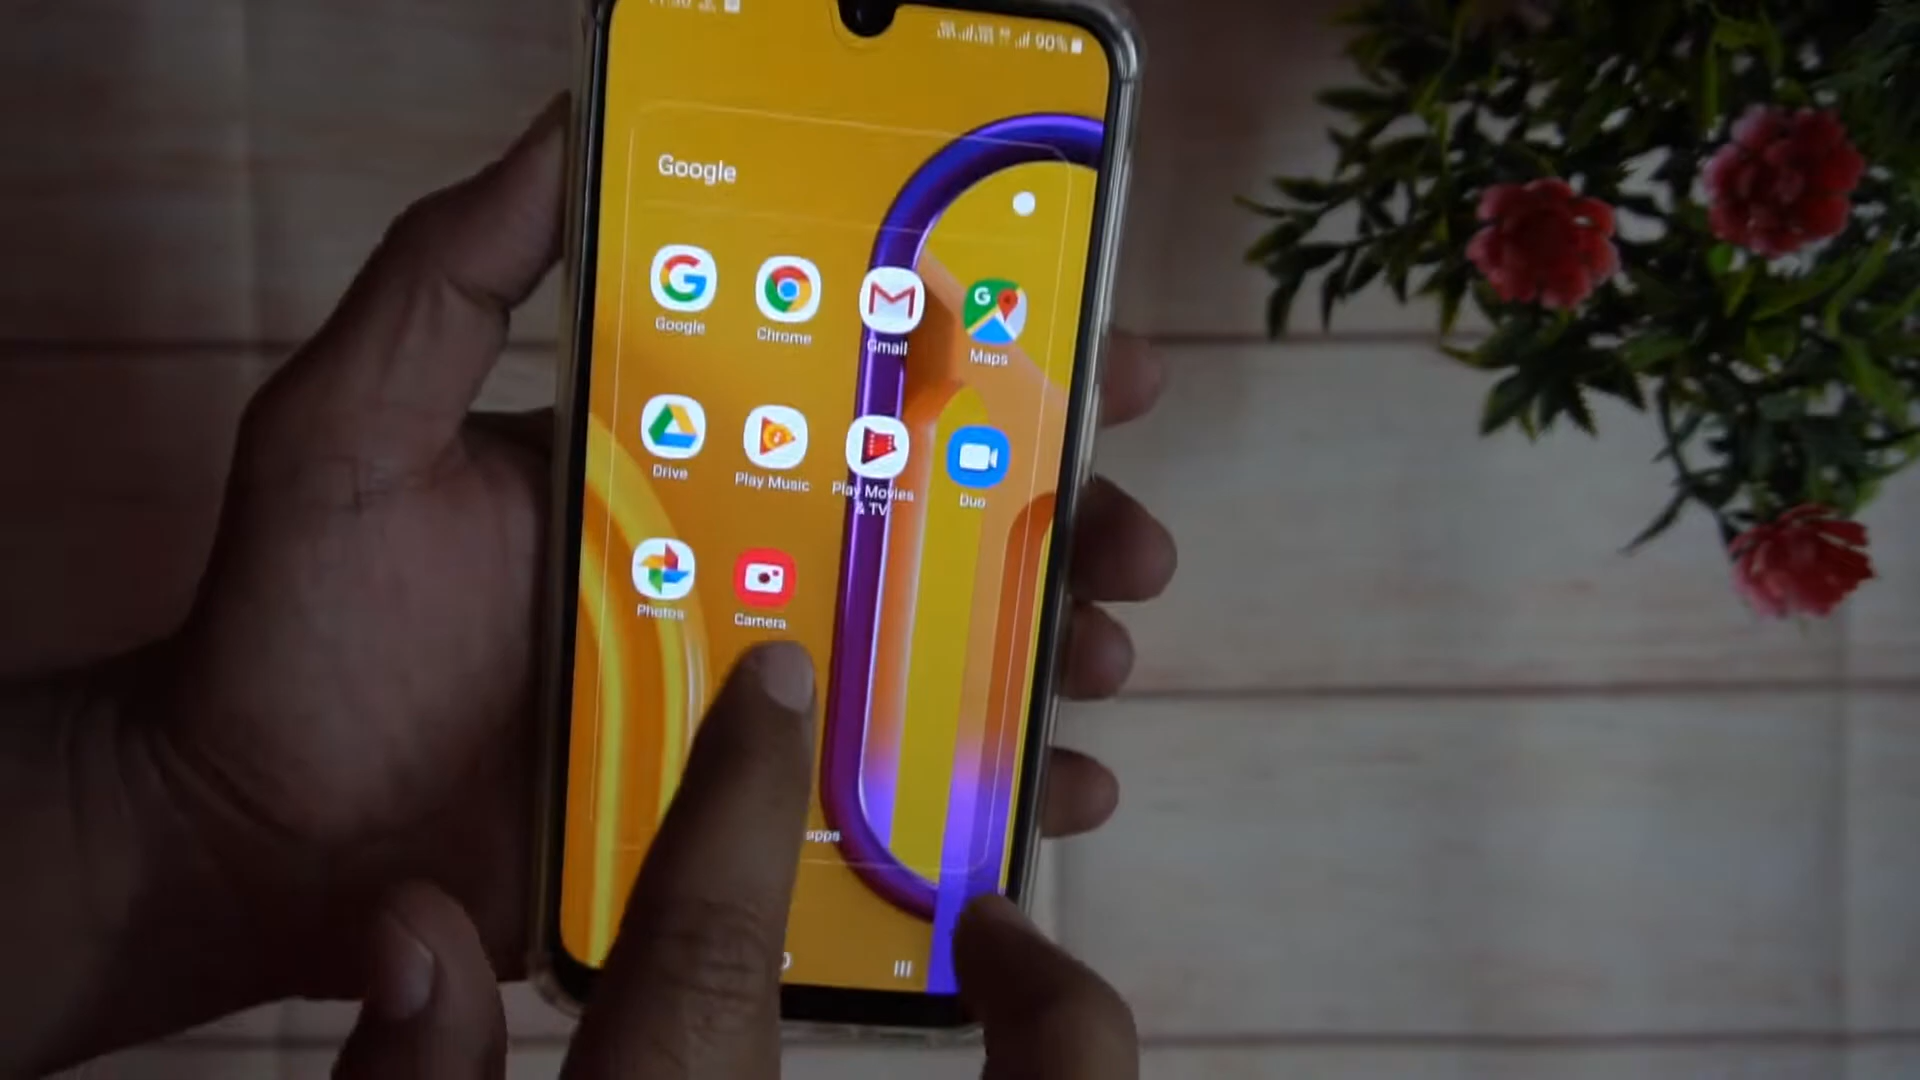 90%
Google
Google
Chrome
Gmail
Maps
Drive
Play Music
Play Movies
& TV
Duo
Photos
Camera
apps